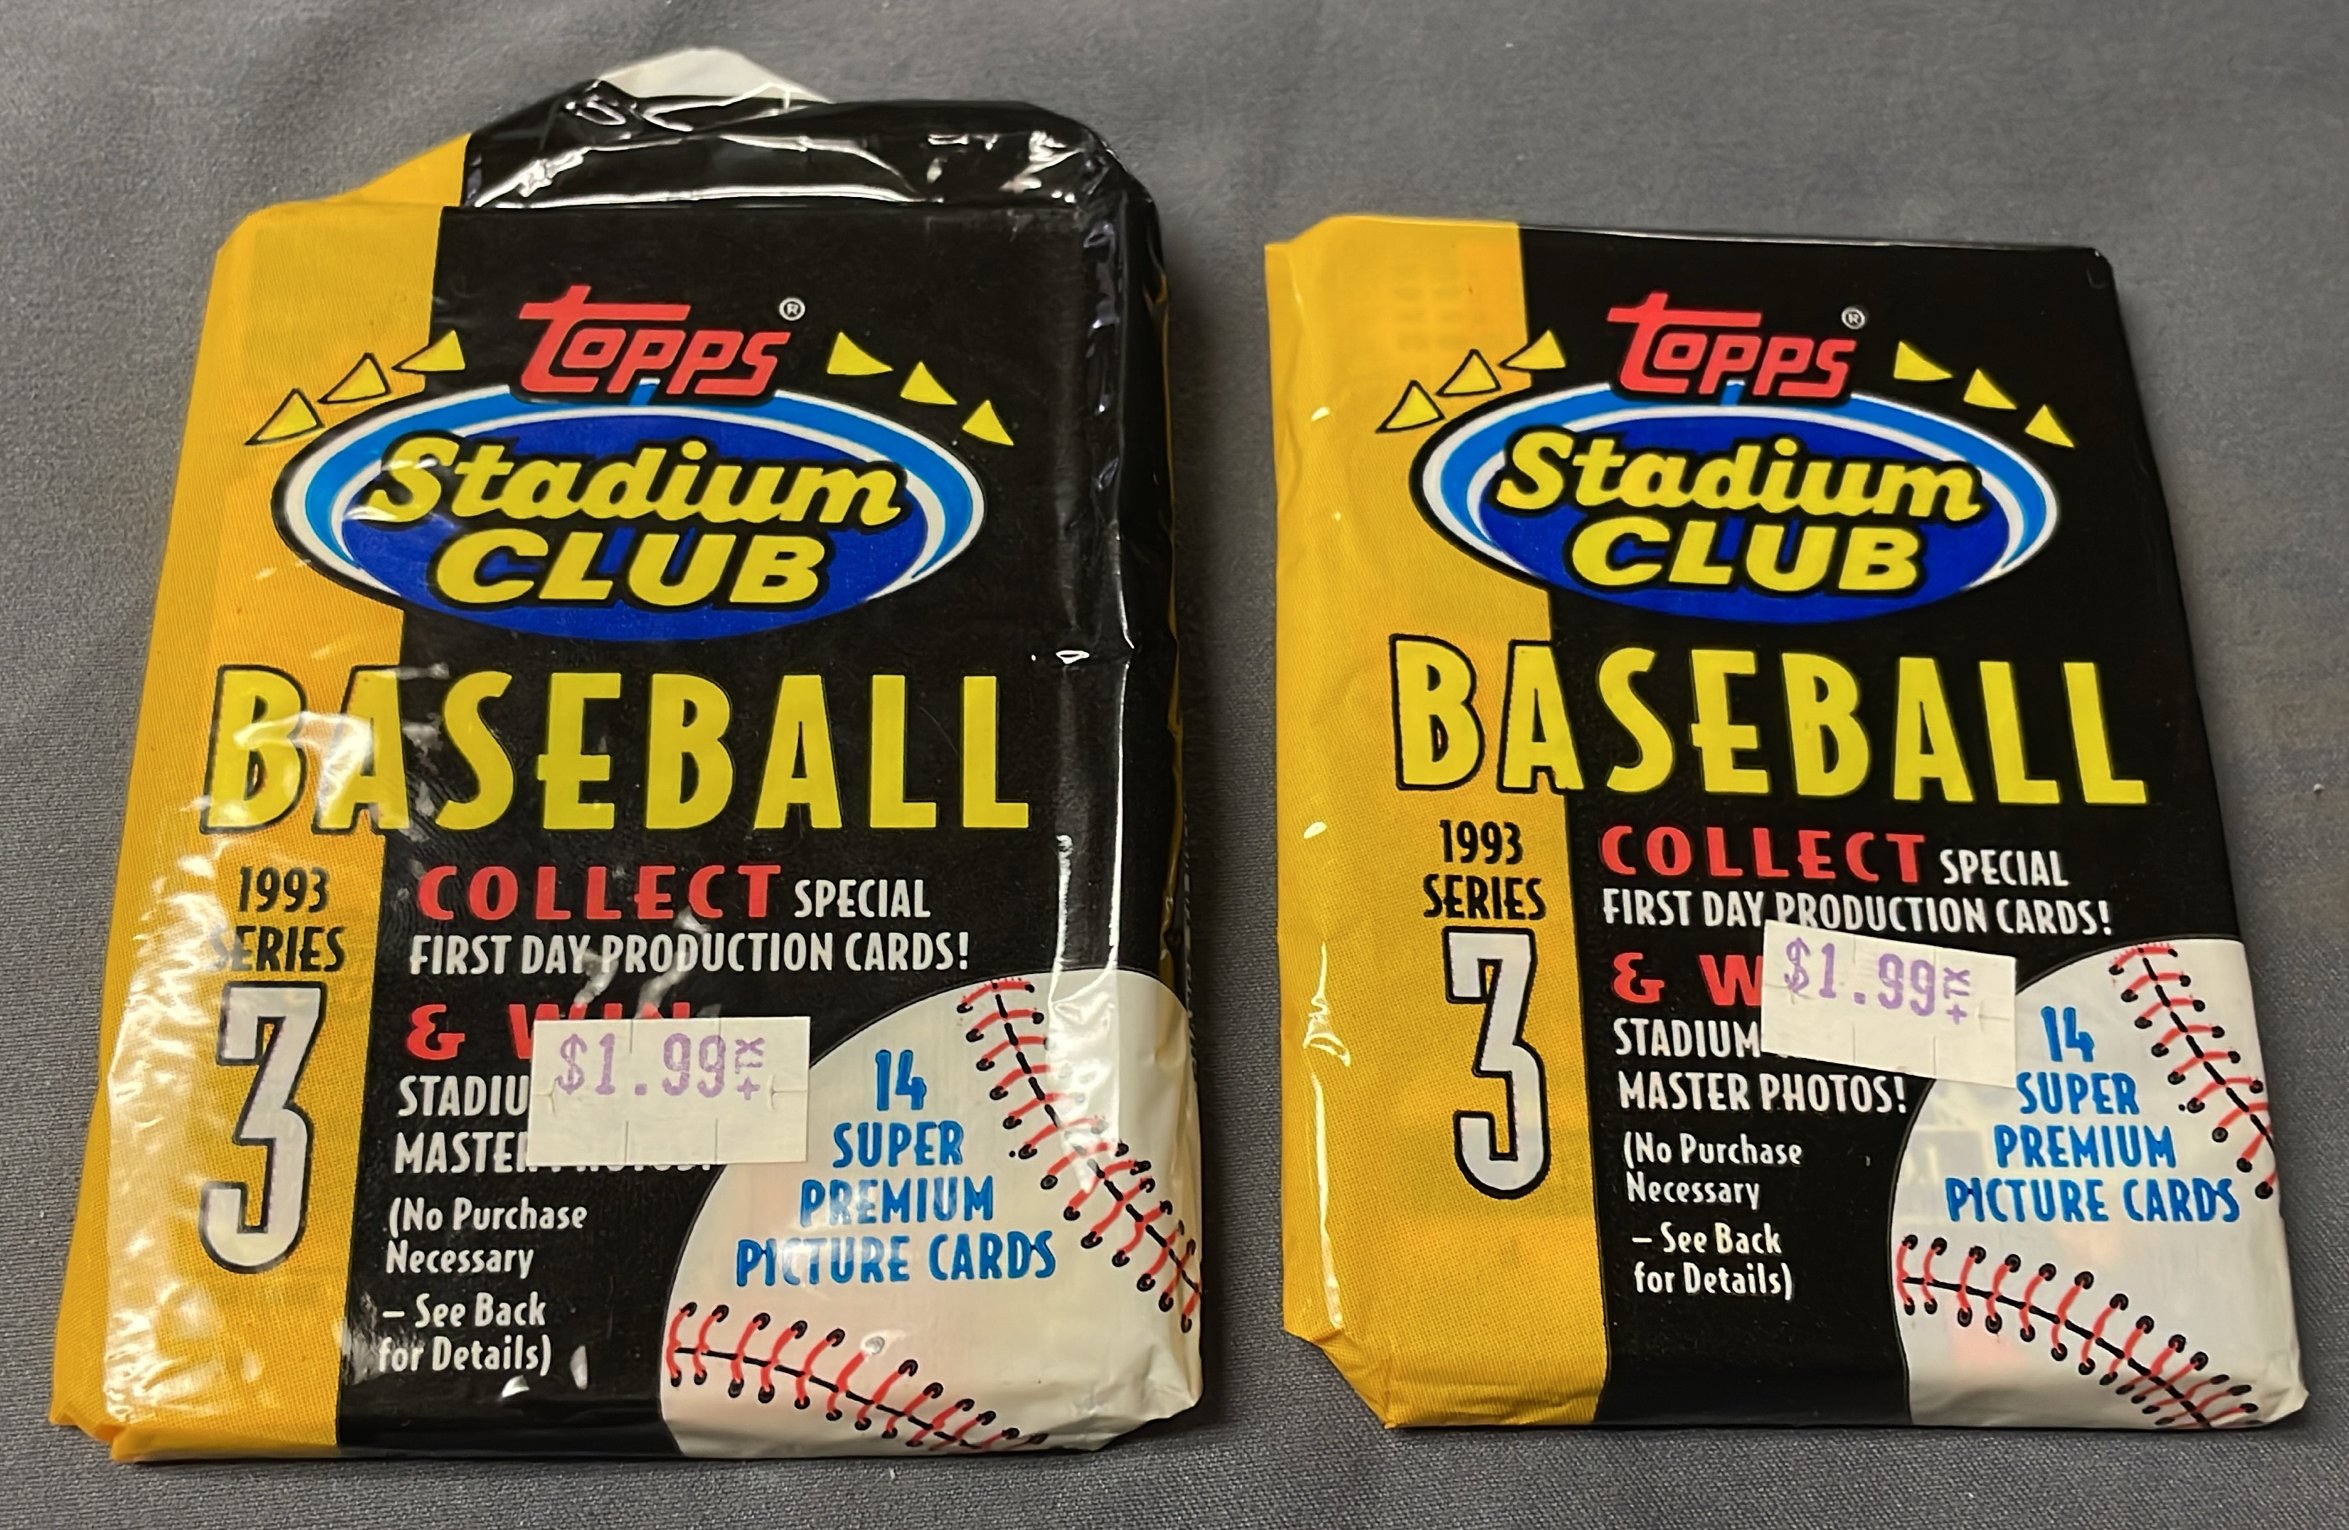 Topps ®
Stadium
CLUB
BASEBALL
1993
SERIES
3
COLLECT SPECIAL
FIRST DAY PRODUCTION CARDS!
& WIN
$1.99 +TX
(No Purchase
Necessary
– See Back
for Details)
14
SUPER
PREMIUM
PICTURE CARDS
Topps ®
Stadium
CLUB
BASEBALL
1993
SERIES
3
COLLECT SPECIAL
FIRST DAY PRODUCTION CARDS!
&
STADIUM
MASTER PHOTOS!
$1.99 +TX
(No Purchase
Necessary
– See Back
for Details)
14
SUPER
PREMIUM
PICTURE CARDS